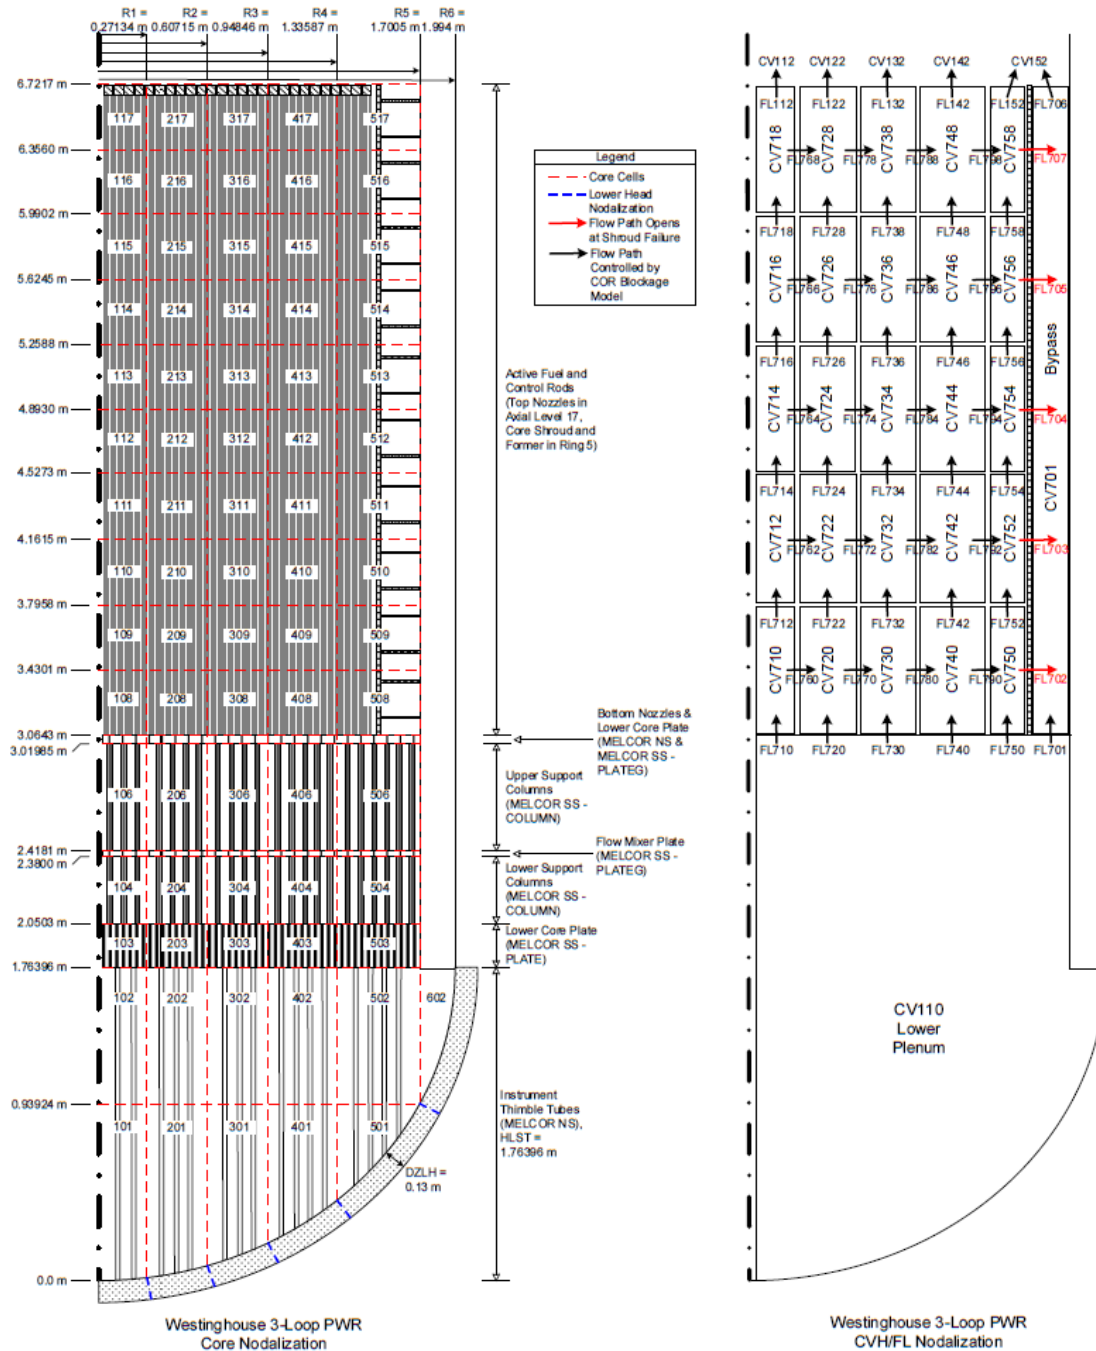 R1 = R2 = R3 = R4 = R5 = R6 =
0.27134 m 0.60715 m 0.94846 m 1.33587 m 1.7005 m 1.994 m
6.7217 m
117 217 317 417 517
6.3560 m
116 216 316 416 516
5.9902 m
115 215 315 415 515
5.6245 m
114 214 314 414 514
5.2588 m
113 213 313 413 513
4.8930 m
112 212 312 412 512
4.5273 m
111 211 311 411 511
4.1615 m
110 210 310 410 510
3.7958 m
109 209 309 409 509
3.4301 m
108 208 308 408 508
3.0643 m
3.01985 m
106 206 306 406 506
2.4181 m
2.3800 m
104 204 304 404 504
2.0503 m
103 203 303 403 503
1.76396 m
102 202 302 402 502 602
0.93924 m
101 201 301 401 501
DZLH =
0.13 m
0.0 m
Westinghouse 3-Loop PWR
Core Nodalization
Legend
Core Cells
Lower Head
Nodalization
Flow Path Opens
at Shroud Failure
Flow Path
Controlled by
COR Blockage
Model
Active Fuel and
Control Rods
(Top Nozzles in
Axial Level 17,
Core Shroud and
Former in Ring 5)
Bottom Nozzles &
Lower Core Plate
(MELCOR NS &
MELCOR SS -
PLATEG)
Upper Support
Columns
(MELCOR SS -
COLUMN)
Flow Mixer Plate
(MELCOR SS -
PLATEG)
Lower Support
Columns
(MELCOR SS -
COLUMN)
Lower Core Plate
(MELCOR SS -
PLATE)
Instrument
Thimble Tubes
(MELCOR NS),
HLST =
1.76396 m
CV112 CV122 CV132 CV142 CV152
FL112 FL122 FL132 FL142 FL152 FL706
CV718 CV728 CV738 CV748 CV758
FL768 FL778 FL788 FL798 FL707
FL718 FL728 FL738 FL748 FL758
CV716 CV726 CV736 CV746 CV756
FL766 FL776 FL786 FL796 FL705
FL716 FL726 FL736 FL746 FL756
Bypass
CV714 CV724 CV734 CV744 CV754
FL764 FL774 FL784 FL794 FL704
FL714 FL724 FL734 FL744 FL754
CV701
CV712 CV722 CV732 CV742 CV752
FL762 FL772 FL782 FL792 FL703
FL712 FL722 FL732 FL742 FL752
CV710 CV720 CV730 CV740 CV750
FL760 FL770 FL780 FL790 FL702
FL710 FL720 FL730 FL740 FL750 FL701
CV110
Lower
Plenum
Westinghouse 3-Loop PWR
CVH/FL Nodalization